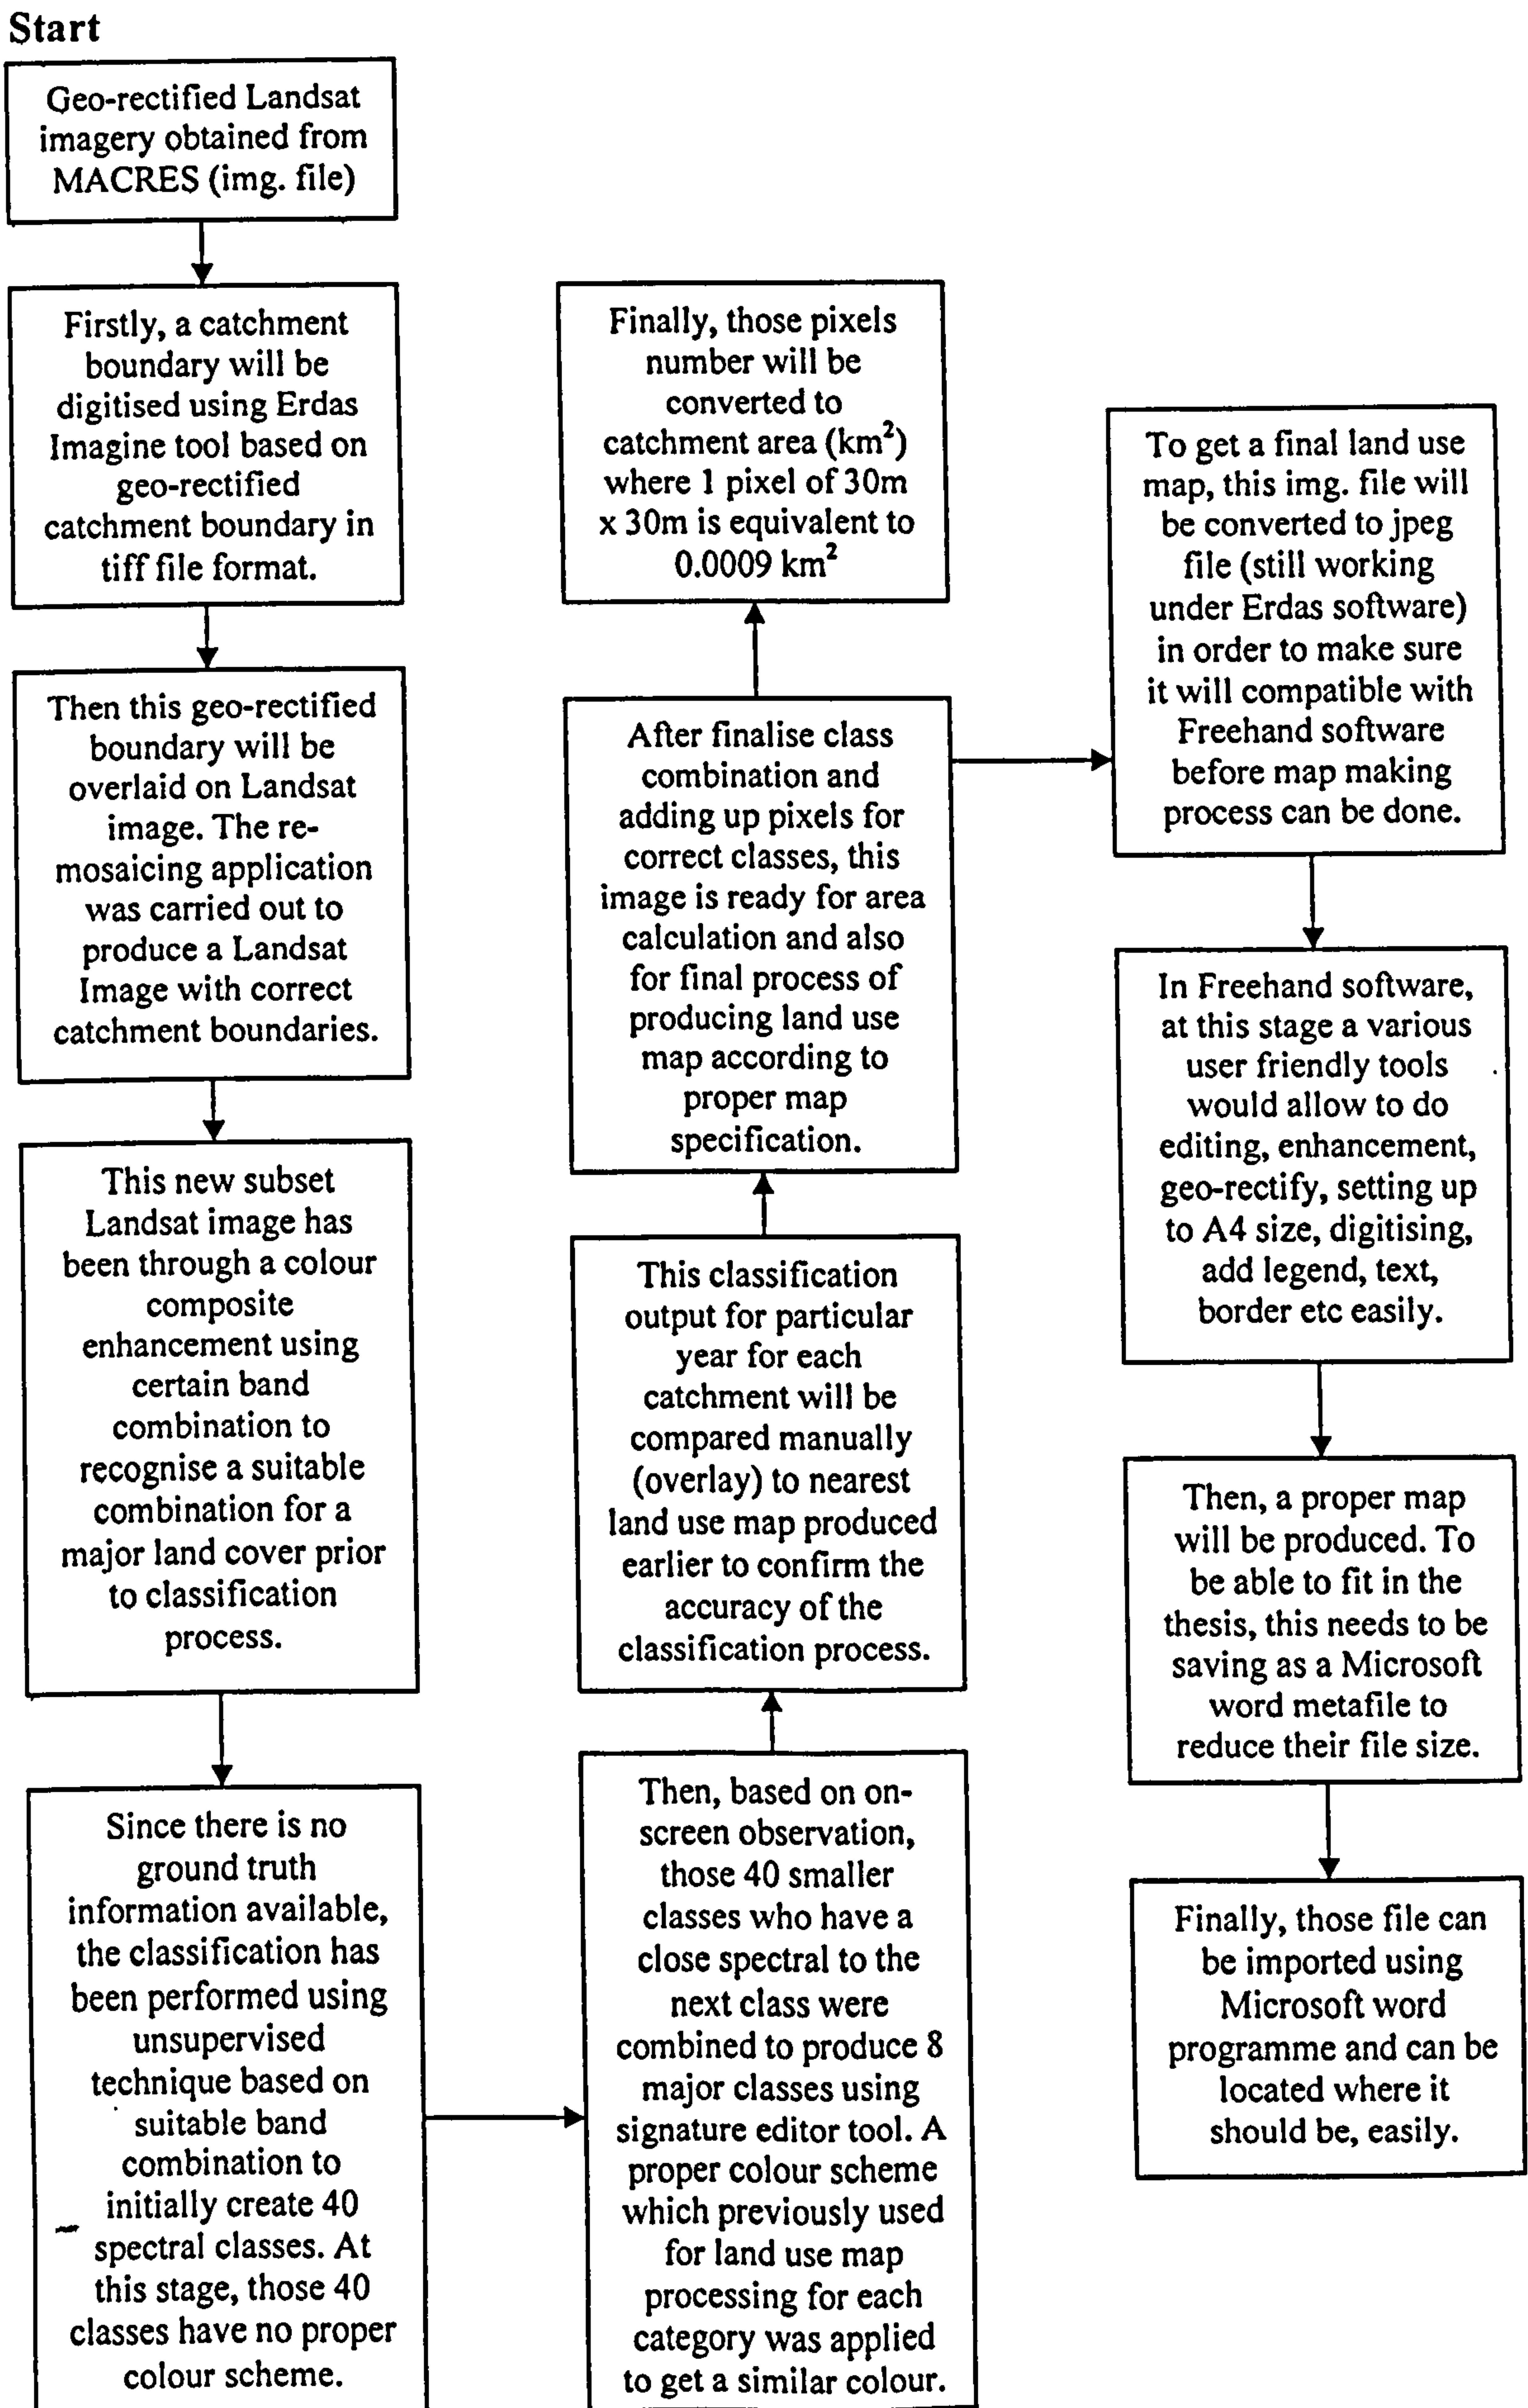 Start
Geo-rectified Landsat
imagery obtained from
MACRES (img. file)
Firstly, a catchment
boundary will be
digitised using Erdas
Imagine tool based on
geo-rectified
catchment boundary in
tiff file format.
Then this geo-rectified
boundary will be
overlaid on Landsat
image. The re-
mosaicing application
was carried out to
produce a Landsat
Image with correct
catchment boundaries.
This new subset
Landsat image has
been through a colour
composite
enhancement using
certain band
combination to
recognise a suitable
combination for a
major land cover prior
to classification
process.
Since there is no
ground truth
information available,
the classification has
been performed using
unsupervised
technique based on
suitable band
combination to
initially create 40
spectral classes. At
this stage, those 40
classes have no proper
colour scheme.
Then, based on on-
screen observation,
those 40 smaller
classes who have a
close spectral to the
next class were
combined to produce 8
major classes using
signature editor tool. A
proper colour scheme
which previously used
for land use map
processing for each
category was applied
to get a similar colour.
This classification
output for particular
year for each
catchment will be
compared manually
(overlay) to nearest
land use map produced
earlier to confirm the
accuracy of the
classification process.
After finalise class
combination and
adding up pixels for
correct classes, this
image is ready for area
calculation and also
for final process of
producing land use
map according to
proper map
specification.
Finally, those pixels
number will be
converted to
catchment area (km²)
where 1 pixel of 30m
x 30m is equivalent to
0.0009 km²
To get a final land use
map, this img. file will
be converted to jpeg
file (still working
under Erdas software)
in order to make sure
it will compatible with
Freehand software
before map making
process can be done.
In Freehand software,
at this stage a various
user friendly tools
would allow to do
editing, enhancement,
geo-rectify, setting up
to A4 size, digitising,
add legend, text,
border etc easily.
Then, a proper map
will be produced. To
be able to fit in the
thesis, this needs to be
saving as a Microsoft
word metafile to
reduce their file size.
Finally, those file can
be imported using
Microsoft word
programme and can be
located where it
should be, easily.